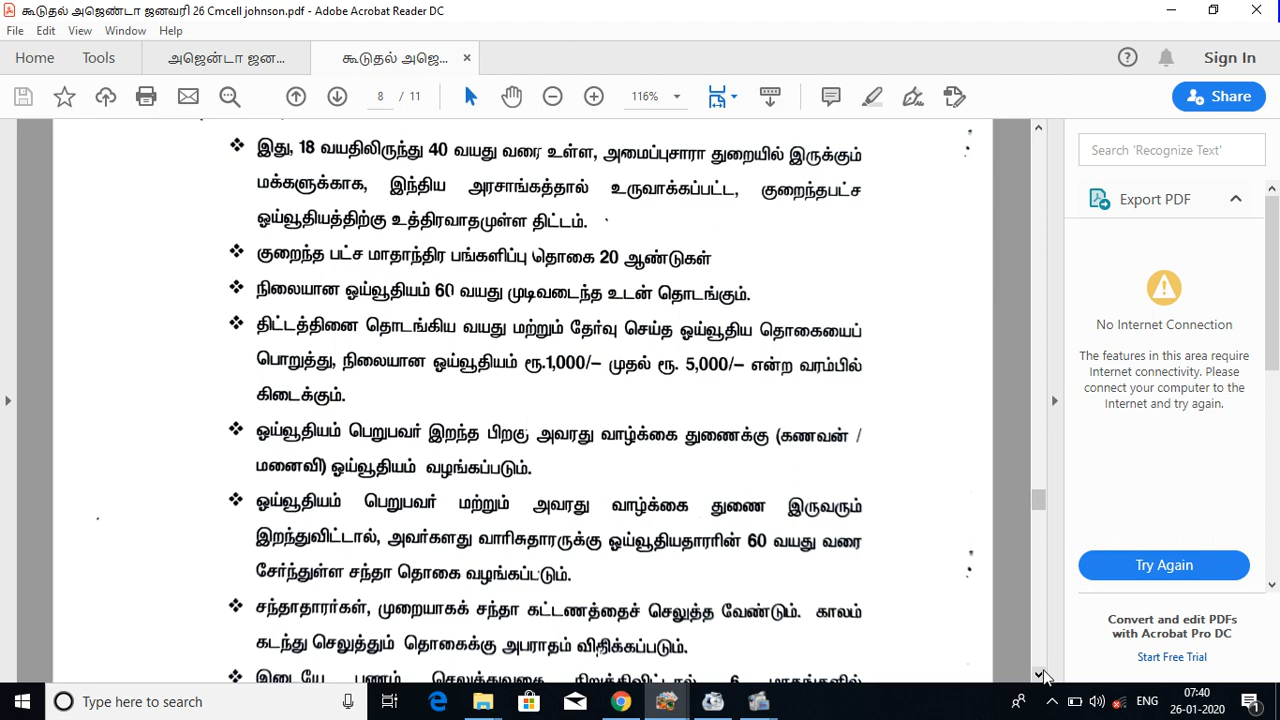 கூடுதல் அஜெண்டா ஜனவரி 26 Cmcell johnson.pdf - Adobe Acrobat Reader DC
File Edit View Window Help
Home Tools அஜென்டா ஜன... கூடுதல் அஜெ... ×
Sign In
8 / 11 116% Share
இது, 18 வயதிலிருந்து 40 வயது வரை உள்ள, அமைப்புசாரா துறையில் இருக்கும்
மக்களுக்காக, இந்திய அரசாங்கத்தால் உருவாக்கப்பட்ட, குறைந்தபட்ச
ஓய்வூதியத்திற்கு உத்திரவாதமுள்ள திட்டம்.
குறைந்த பட்ச மாதாந்திர பங்களிப்பு தொகை 20 ஆண்டுகள்
நிலையான ஓய்வூதியம் 60 வயது முடிவடைந்த உடன் தொடங்கும்.
திட்டத்தினை தொடங்கிய வயது மற்றும் தேர்வு செய்த ஓய்வூதிய தொகையைப்
பொறுத்து, நிலையான ஓய்வூதியம் ரூ.1,000/– முதல் ரூ. 5,000/– என்ற வரம்பில்
கிடைக்கும்.
ஓய்வூதியம் பெறுபவர் இறந்த பிறகு அவரது வாழ்க்கை துணைக்கு (கணவன் /
மனைவி) ஓய்வூதியம் வழங்கப்படும்.
ஓய்வூதியம் பெறுபவர் மற்றும் அவரது வாழ்க்கை துணை இருவரும்
இறந்துவிட்டால், அவர்களது வாரிசுதாரருக்கு ஓய்வூதியதாரரின் 60 வயது வரை
சேர்ந்துள்ள சந்தா தொகை வழங்கப்படும்.
சந்தாதாரர்கள், முறையாகக் சந்தா கட்டணத்தைச் செலுத்த வேண்டும். காலம்
கடந்து செலுத்தும் தொகைக்கு அபராதம் விதிக்கப்படும்.
இடையே பணம் செலுத்துவதை நிறுத்திவிட்டால் 6 மாதங்களில்
Search 'Recognize Text'
Export PDF
No Internet Connection
The features in this area require
Internet connectivity. Please
connect your computer to the
Internet and try again.
Try Again
Convert and edit PDFs
with Acrobat Pro DC
Start Free Trial
Type here to search
ENG
07:40
26-01-2020
1